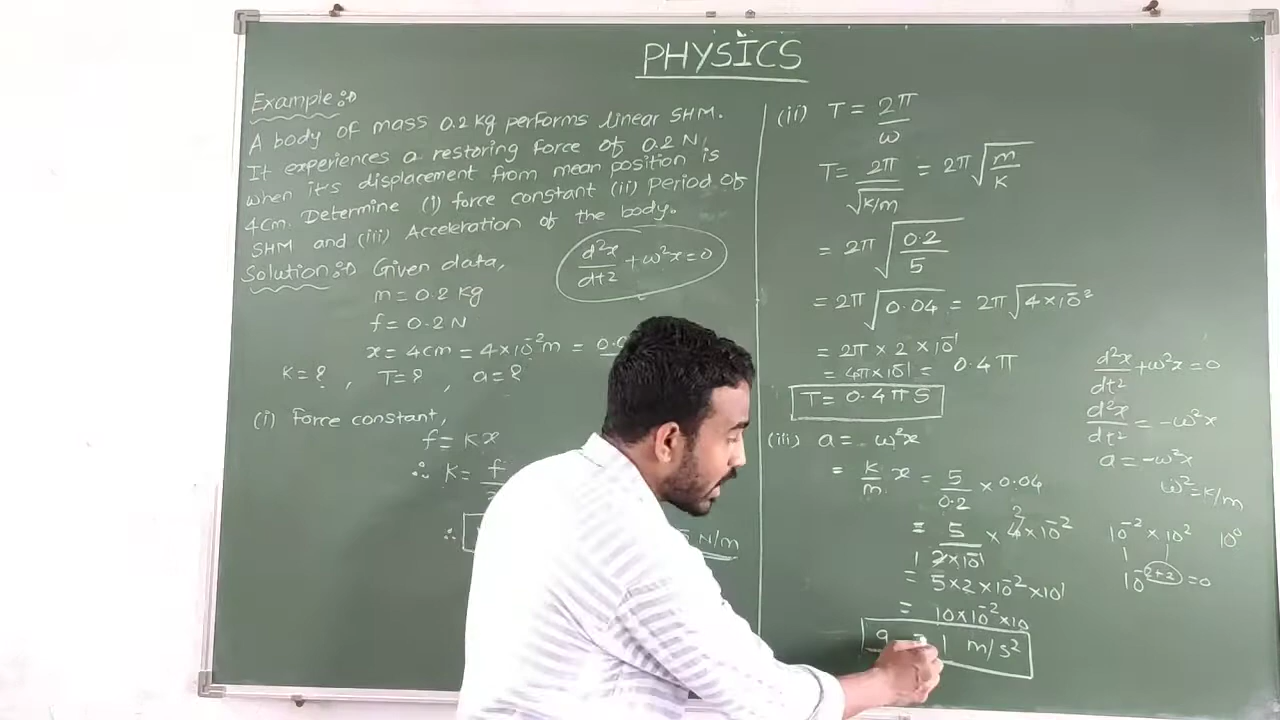 PHYSICS
Example:-
A body of mass 0.2 kg performs linear SHM.
It experiences a restoring force of 0.2 N,
when it's displacement from mean position is
4cm. Determine (i) force constant (ii) period of
SHM and (iii) Acceleration of the body.
Solution:- Given data,
d²x/dt2 + ω²x = 0
m = 0.2 kg
f = 0.2 N
x = 4cm = 4×10⁻²m = 0.0
K = ? , T = ? , a = ?
(i) Force constant,
f = Kx
∴ K = f
∴ N/m
(ii) T = 2π/ω
T = 2π/√(K/m) = 2π √(m/K)
= 2π √(0.2/5)
= 2π √0.04 = 2π √(4×10⁻²)
= 2π × 2 × 10⁻¹
= 4π×10⁻¹ = 0.4π
T = 0.4π S
(iii) a = - ω²x
= K/m x = 5/0.2 × 0.04
= 5/2×10⁻¹ × 4×10⁻² 2
1
= 5×2×10⁻²×10¹
= 10×10⁻²×10
a = 1 m/s²
d²x/dt2 + ω²x = 0
d²x/dt2 = -ω²x
a = -ω²x
ω² = K/m
10⁻² × 10² 10⁰
10⁻²⁺² = 0